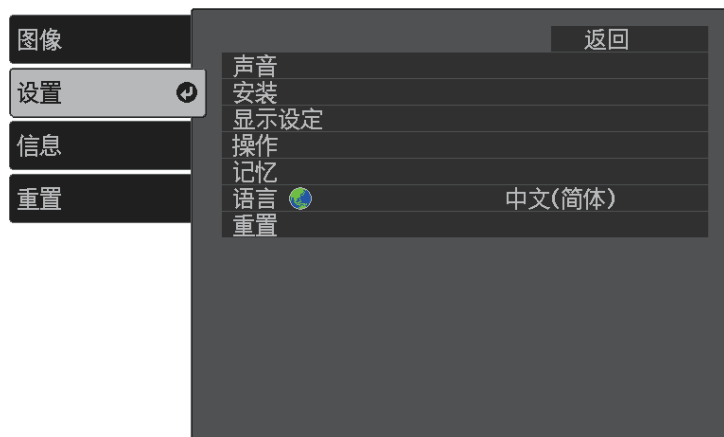 图像
设置
信息
重置
返回
声音
安装
显示设定
操作
记忆
语言 中文(简体)
重置